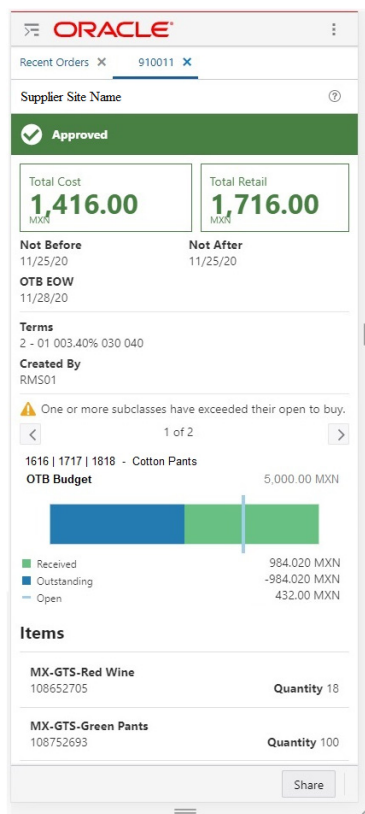 ORACLE
Recent Orders × 910011 ×
Supplier Site Name
Approved
Total Cost Total Retail
1,416.00 1,716.00
MXN MXN
Not Before Not After
11/25/20 11/25/20
OTB EOW
11/28/20
Terms
2 - 01 003.40% 030 040
Created By
RMS01
One or more subclasses have exceeded their open to buy.
1 of 2
1616 | 1717 | 1818 - Cotton Pants
OTB Budget 5,000.00 MXN
Received 984.020 MXN
Outstanding -984.020 MXN
Open 432.00 MXN
Items
MX-GTS-Red Wine
108652705 Quantity 18
MX-GTS-Green Pants
108752693 Quantity 100
Share